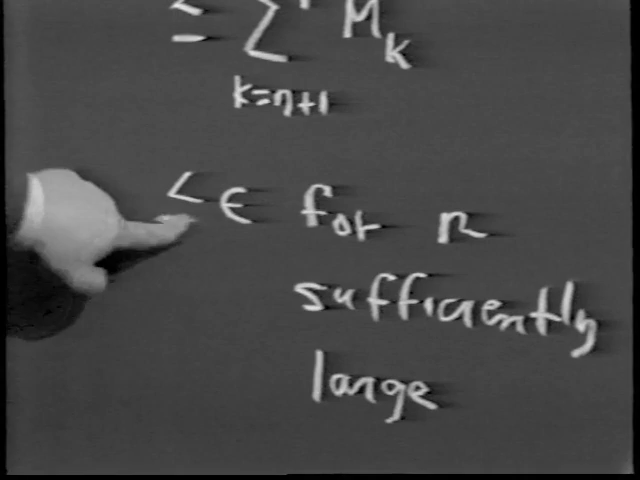 ≤ ∑ M_k
k=n+1
< ε for n
sufficiently
large